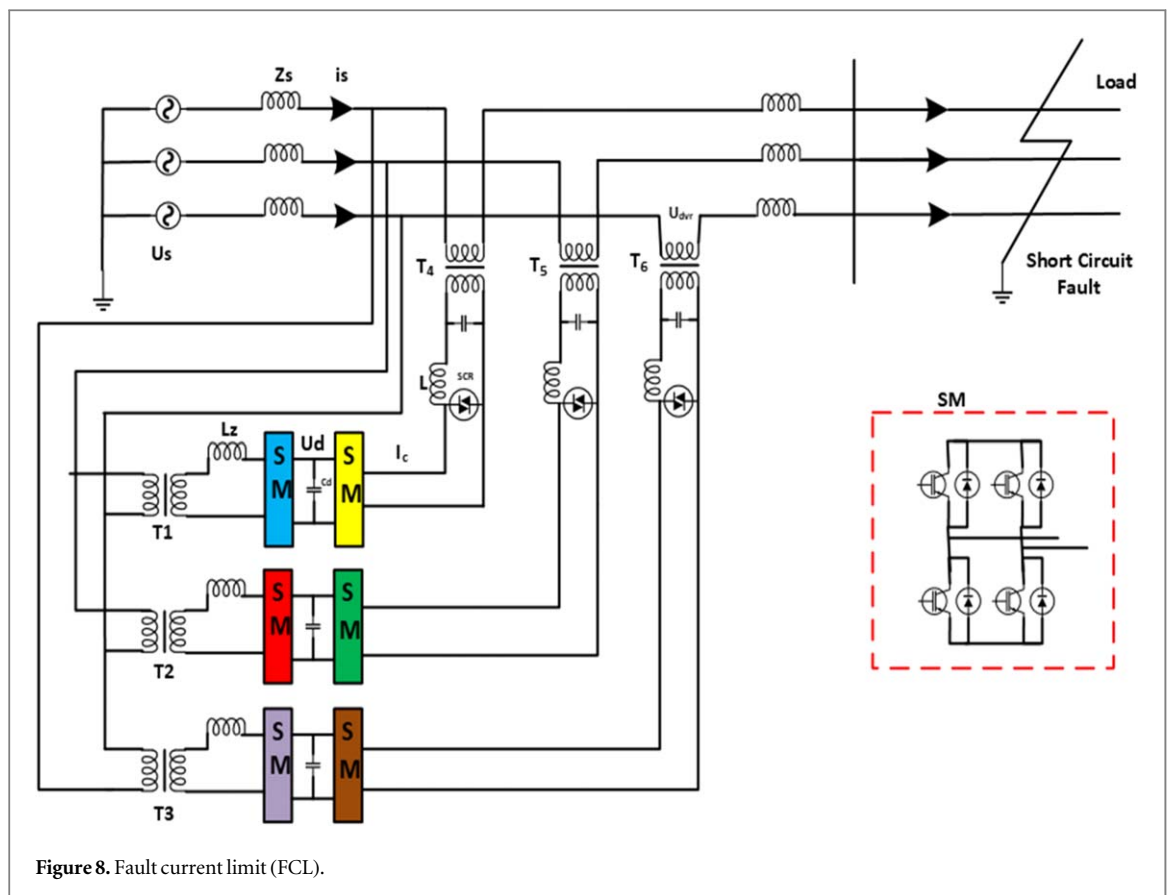 Zs
is
Load
Us
U dvr
T4
T5
T6
Short Circuit
Fault
L
SCR
SM
Lz
Ud
Ic
S
M
Cd
S
M
T1
S
M
S
M
T2
S
M
S
M
T3
Figure 8. Fault current limit (FCL).